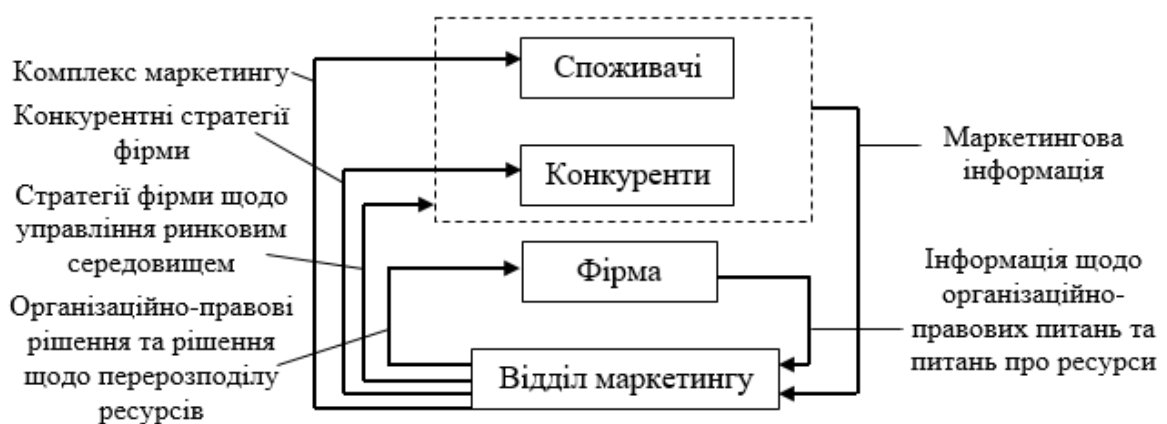 Комплекс маркетингу
Конкурентні стратегії
фірми
Стратегії фірми щодо
управління ринковим
середовищем
Організаційно-правові
рішення та рішення
щодо перерозподілу
ресурсів
Споживачі
Конкуренти
Фірма
Відділ маркетингу
Маркетингова
інформація
Інформація щодо
організаційно-
правових питань та
питань про ресурси